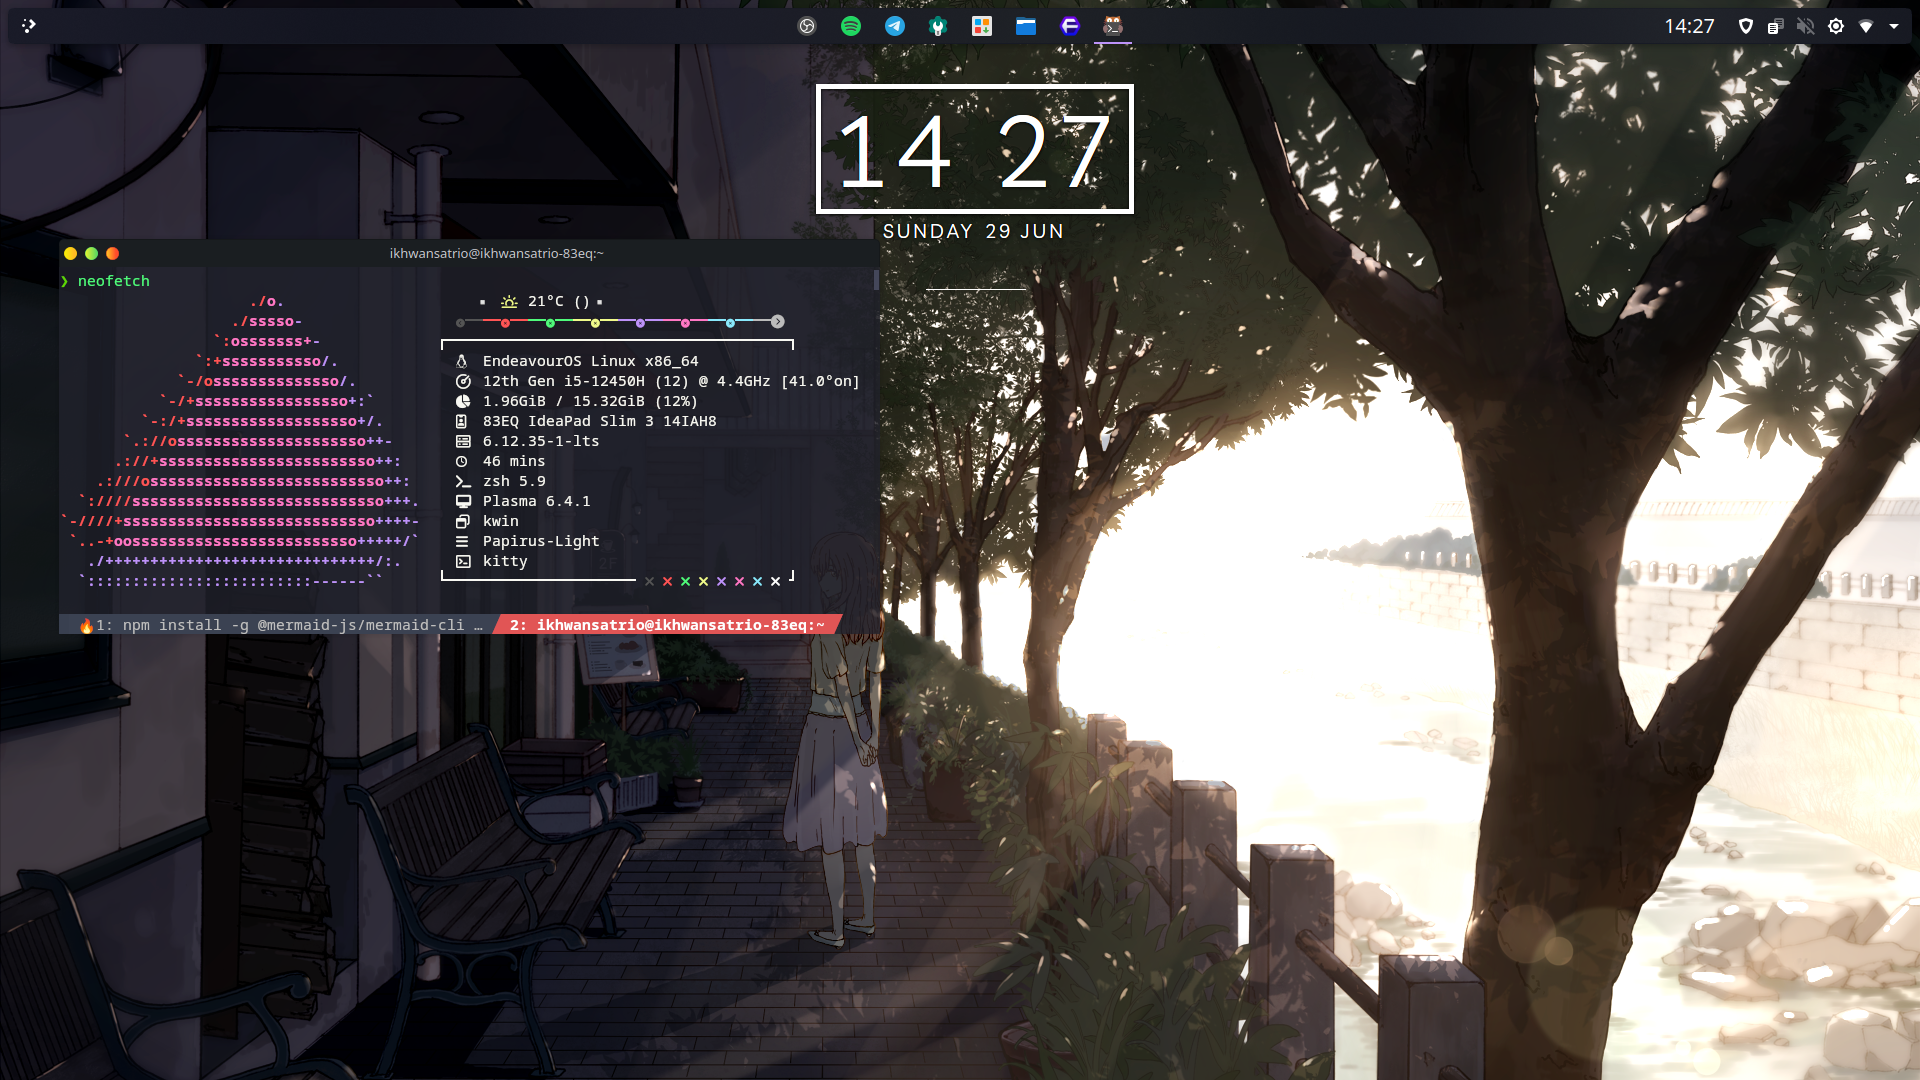 14:27
14 27
SUNDAY 29 JUN
ikhwansatrio@ikhwansatrio-83eq:~
❯ neofetch
./o.
./sssso-
`:osssssss+-
`:+sssssssssso/.
`-/ossssssssssssso/.
`-/+sssssssssssssssso+:`
`-:/+sssssssssssssssssso+/.
`.://osssssssssssssssssssso++-
.://+ssssssssssssssssssssssso++:
.:///ossssssssssssssssssssssssso++:
`:////ssssssssssssssssssssssssssso+++.
`-////+ssssssssssssssssssssssssssso++++-
`..-+oosssssssssssssssssssssssso+++++/`
./++++++++++++++++++++++++++++++/:.
`:::::::::::::::::::::::::------``
21°C ()
EndeavourOS Linux x86_64
12th Gen i5-12450H (12) @ 4.4GHz [41.0°on]
1.96GiB / 15.32GiB (12%)
83EQ IdeaPad Slim 3 14IAH8
6.12.35-1-lts
46 mins
zsh 5.9
Plasma 6.4.1
kwin
Papirus-Light
kitty
1: npm install -g @mermaid-js/mermaid-cli …
2: ikhwansatrio@ikhwansatrio-83eq:~